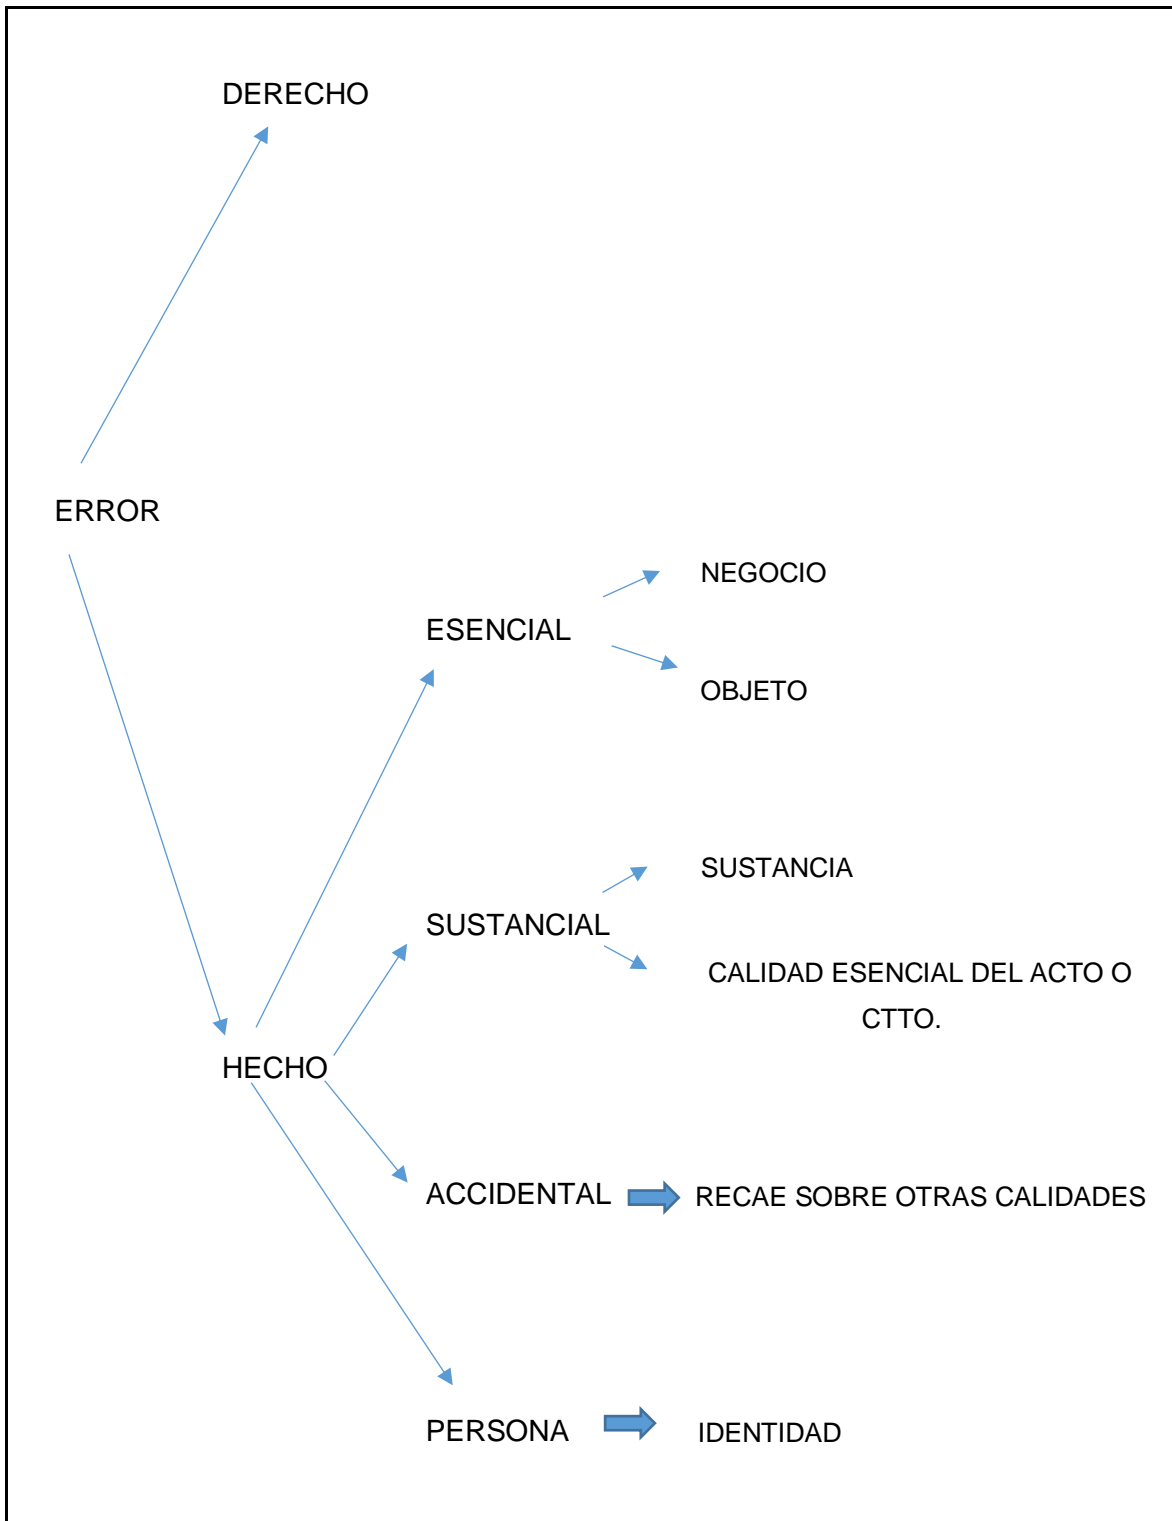 DERECHO
ERROR
NEGOCIO
ESENCIAL
OBJETO
SUSTANCIA
SUSTANCIAL
CALIDAD ESENCIAL DEL ACTO O
CTTO.
HECHO
ACCIDENTAL
RECAE SOBRE OTRAS CALIDADES
PERSONA
IDENTIDAD